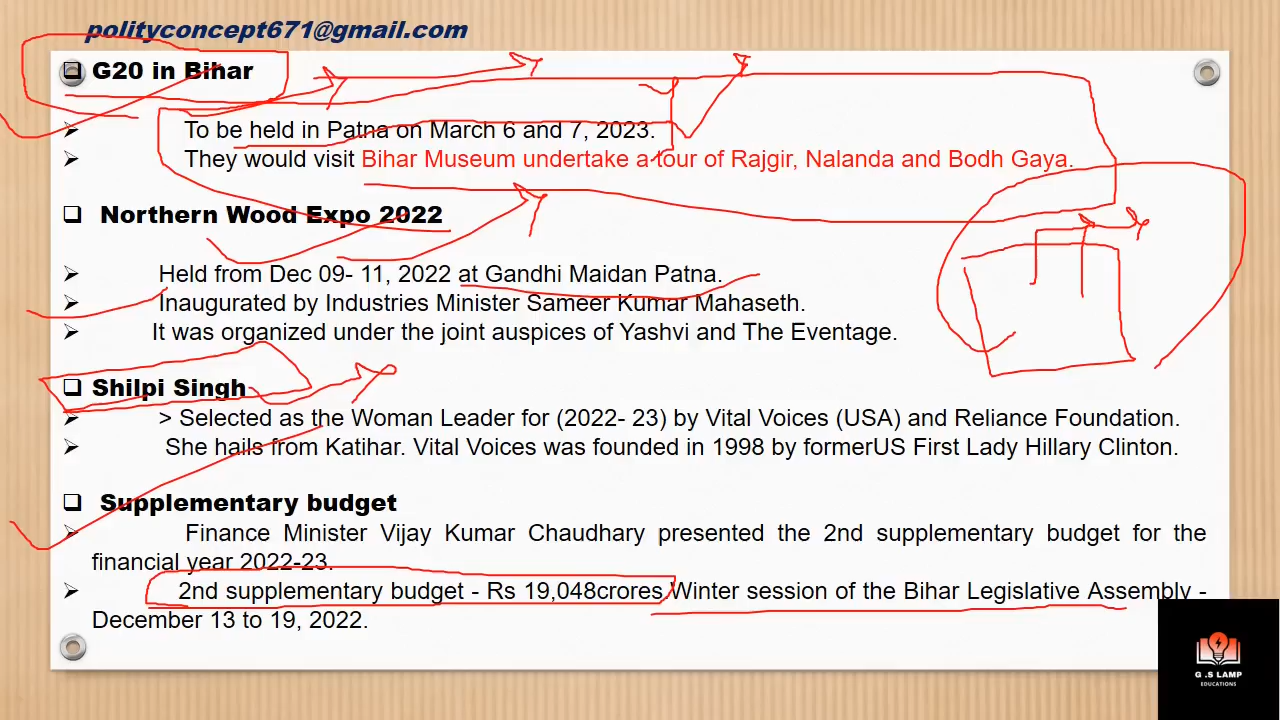 polityconcept671@gmail.com
❑ G20 in Bihar
➢ To be held in Patna on March 6 and 7, 2023.
➢ They would visit Bihar Museum undertake a tour of Rajgir, Nalanda and Bodh Gaya.
❑ Northern Wood Expo 2022
➢ Held from Dec 09- 11, 2022 at Gandhi Maidan Patna.
➢ Inaugurated by Industries Minister Sameer Kumar Mahaseth.
➢ It was organized under the joint auspices of Yashvi and The Eventage.
❑ Shilpi Singh
➢ > Selected as the Woman Leader for (2022- 23) by Vital Voices (USA) and Reliance Foundation.
➢ She hails from Katihar. Vital Voices was founded in 1998 by formerUS First Lady Hillary Clinton.
❑ Supplementary budget
➢ Finance Minister Vijay Kumar Chaudhary presented the 2nd supplementary budget for the
financial year 2022-23.
➢ 2nd supplementary budget - Rs 19,048crores.Winter session of the Bihar Legislative Assembly -
December 13 to 19, 2022.
G .S LAMP
EDUCATIONS